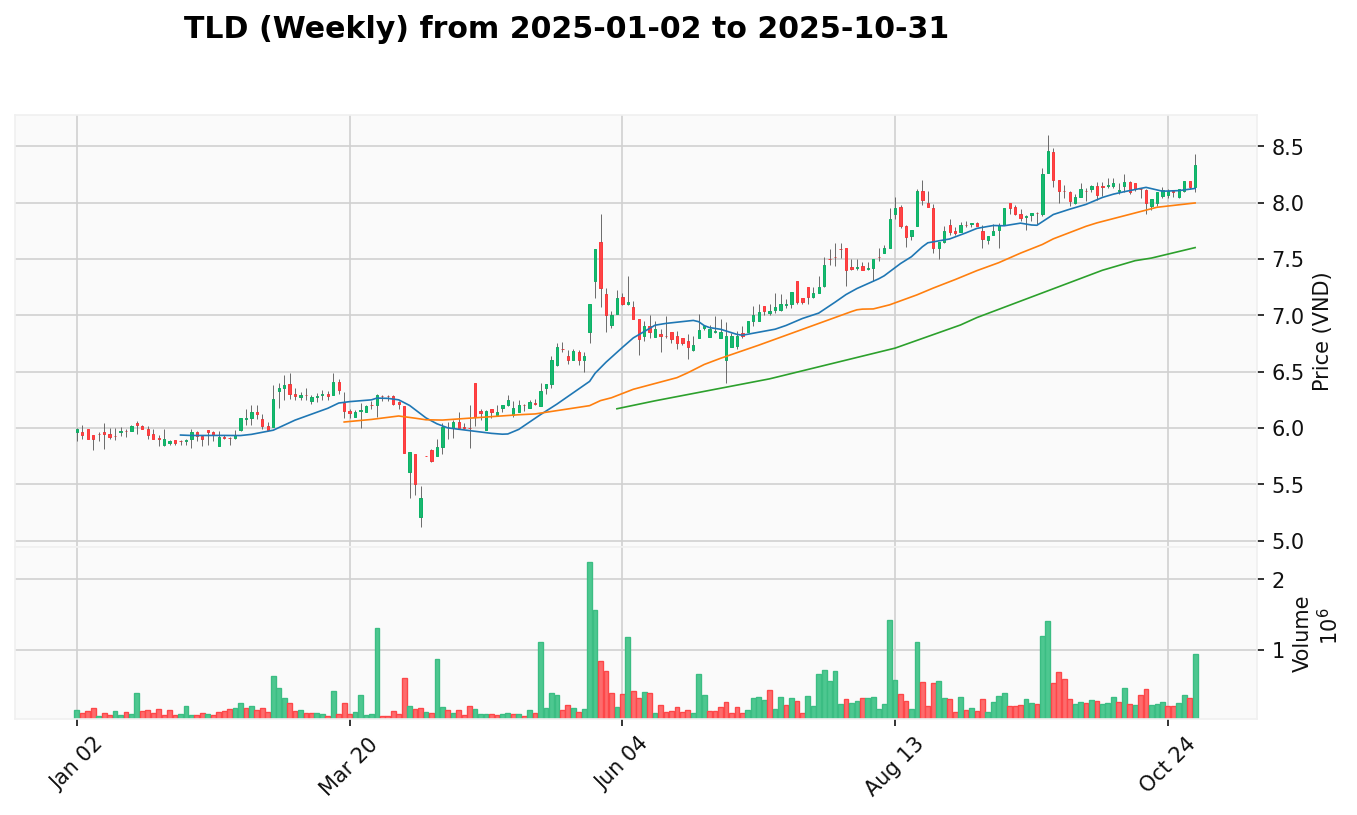 TLD (Weekly) from 2025-01-02 to 2025-10-31
8.5
8.0
7.5
7.0
6.5
6.0
5.5
5.0
Price (VND)
2
1
Volume
10^6
Jan 02
Mar 20
Jun 04
Aug 13
Oct 24